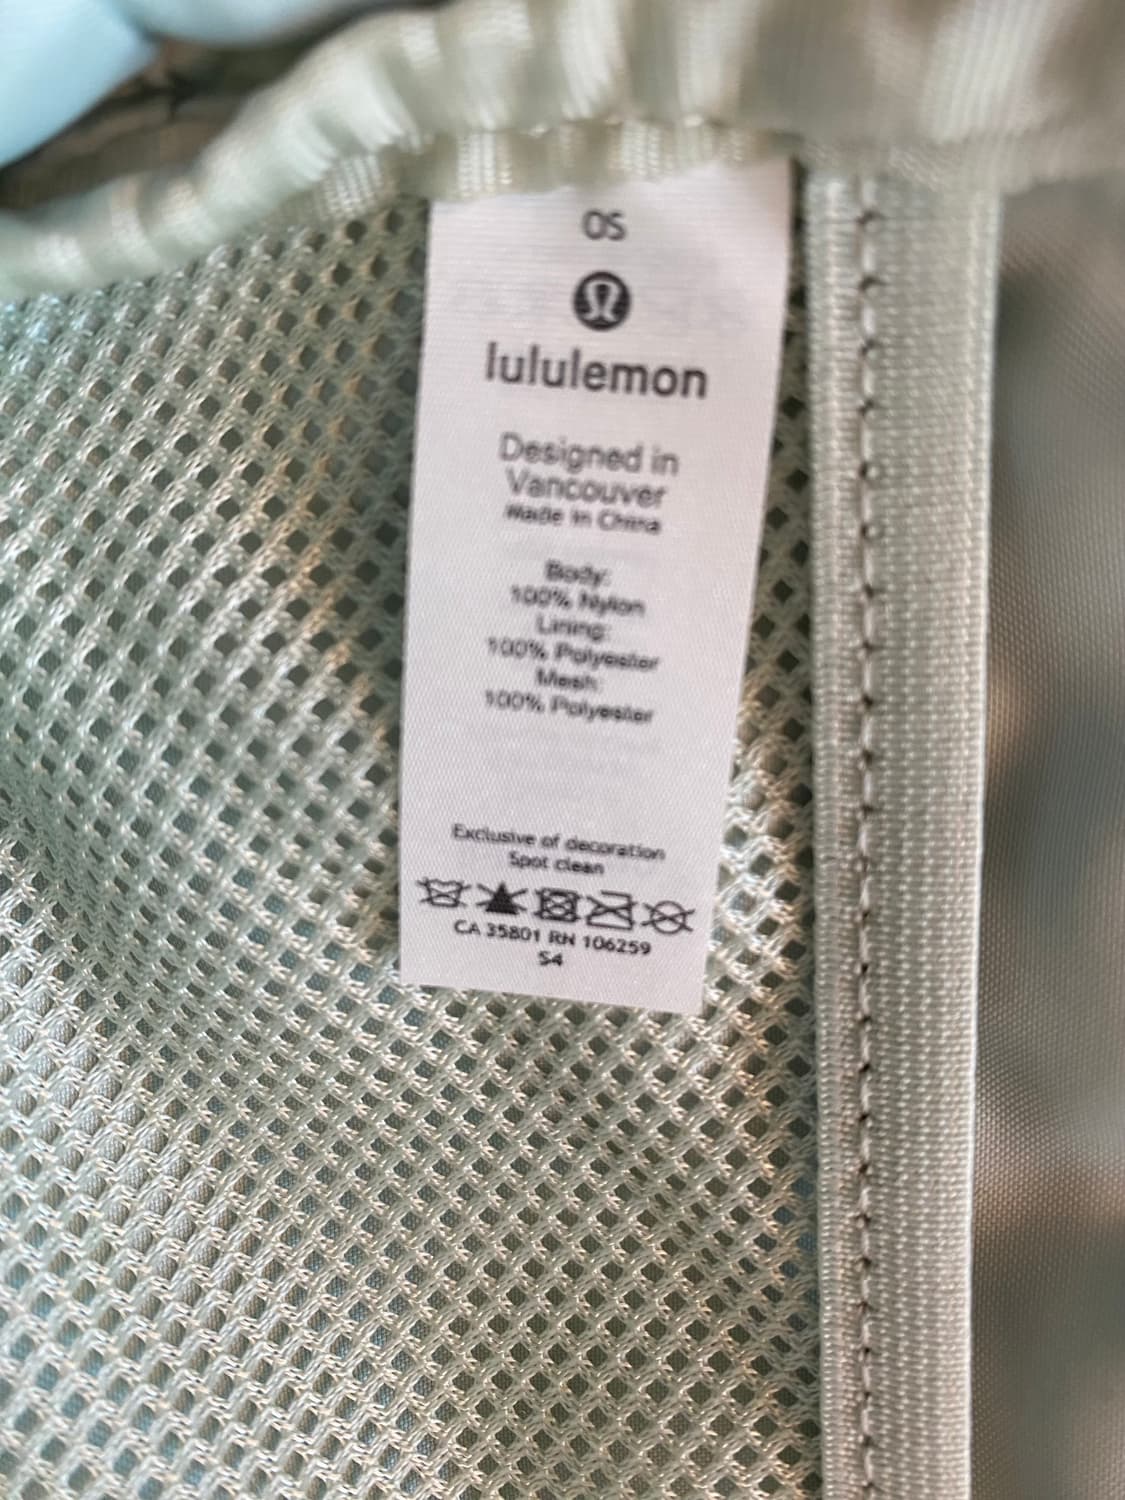 OS
lululemon
Designed in
Vancouver
Made in China
Body:
100% Nylon
Lining:
100% Polyester
Mesh:
100% Polyester
Exclusive of decoration
Spot clean
CA 35801 RN 106259
S4